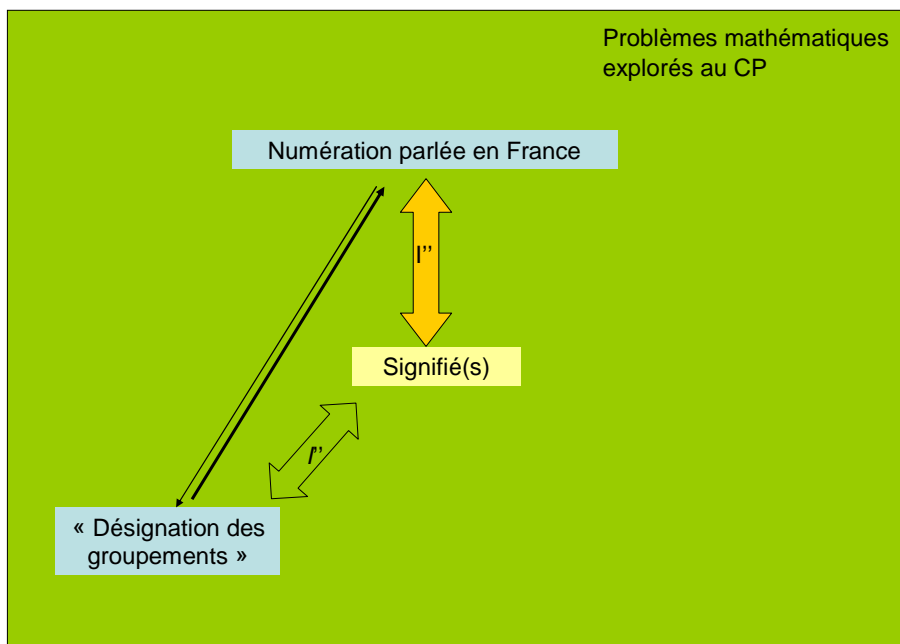 Problèmes mathématiques
explorés au CP
Numération parlée en France
I’’
Signifié(s)
I’’
« Désignation des
groupements »